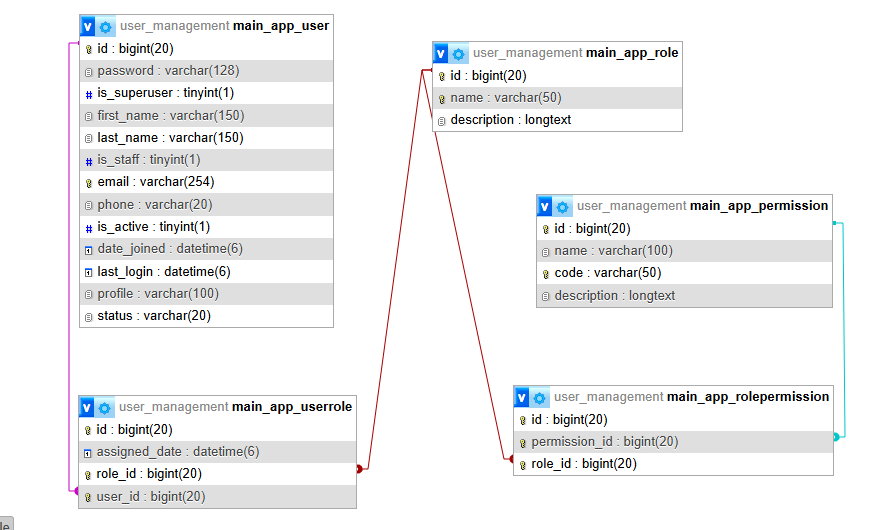 v user_management main_app_user
id : bigint(20)
password : varchar(128)
# is_superuser : tinyint(1)
first_name : varchar(150)
last_name : varchar(150)
# is_staff : tinyint(1)
email : varchar(254)
phone : varchar(20)
# is_active : tinyint(1)
date_joined : datetime(6)
last_login : datetime(6)
profile : varchar(100)
status : varchar(20)
v user_management main_app_role
id : bigint(20)
name : varchar(50)
description : longtext
v user_management main_app_permission
id : bigint(20)
name : varchar(100)
code : varchar(50)
description : longtext
v user_management main_app_userrole
id : bigint(20)
assigned_date : datetime(6)
role_id : bigint(20)
user_id : bigint(20)
v user_management main_app_rolepermission
id : bigint(20)
permission_id : bigint(20)
role_id : bigint(20)
le